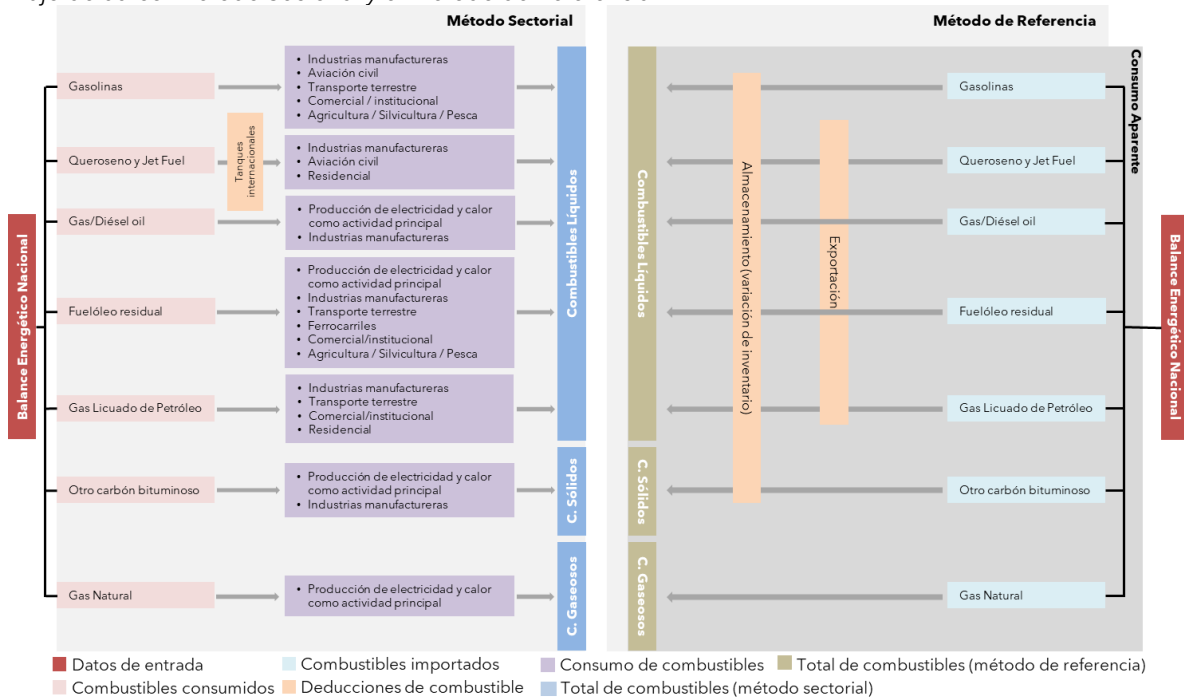 Método Sectorial
Balance Energético Nacional
Gasolinas
• Industrias manufactureras
• Aviación civil
• Transporte terrestre
• Comercial / institucional
• Agricultura / Silvicultura / Pesca
Queroseno y Jet Fuel
Tanques
internacionales
• Industrias manufactureras
• Aviación civil
• Residencial
Gas/Diésel oil
• Producción de electricidad y calor
como actividad principal
• Industrias manufactureras
Fuelóleo residual
• Producción de electricidad y calor
como actividad principal
• Industrias manufactureras
• Transporte terrestre
• Ferrocarriles
• Comercial/institucional
• Agricultura / Silvicultura / Pesca
Gas Licuado de Petróleo
• Industrias manufactureras
• Transporte terrestre
• Comercial/institucional
• Residencial
Otro carbón bituminoso
• Producción de electricidad y calor
como actividad principal
• Industrias manufactureras
Gas Natural
• Producción de electricidad y calor
como actividad principal
Combustibles Líquidos
C. Sólidos
C. Gaseosos
Método de Referencia
Combustibles Líquidos
C. Sólidos
C. Gaseosos
Almacenamiento (variación de inventario)
Exportación
Gasolinas
Queroseno y Jet Fuel
Gas/Diésel oil
Fuelóleo residual
Gas Licuado de Petróleo
Otro carbón bituminoso
Gas Natural
Consumo Aparente
Balance Energético Nacional
Datos de entrada
Combustibles importados
Consumo de combustibles
Total de combustibles (método de referencia)
Combustibles consumidos
Deducciones de combustible
Total de combustibles (método sectorial)